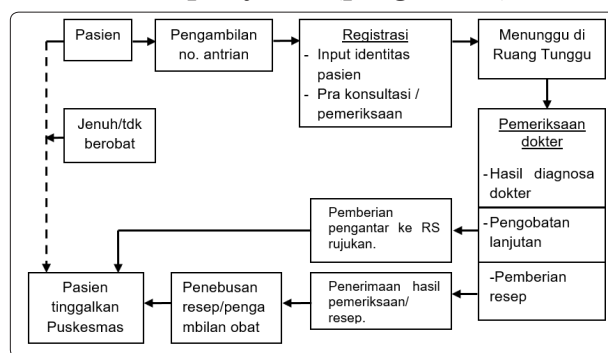 Pasien
Pengambilan
no. antrian
Registrasi
- Input identitas
pasien
- Pra konsultasi /
pemeriksaan
Menunggu di
Ruang Tunggu
Jenuh/tdk
berobat
Pemeriksaan
dokter
-Hasil diagnosa
dokter
-Pengobatan
lanjutan
-Pemberian
resep
Pemberian
pengantar ke RS
rujukan.
Penerimaan hasil
pemeriksaan/
resep.
Penebusan
resep/penga
mbilan obat
Pasien
tinggalkan
Puskesmas